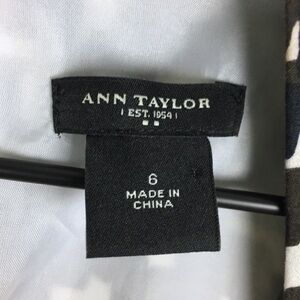 ANN TAYLOR
EST. 1954
6
MADE IN
CHINA